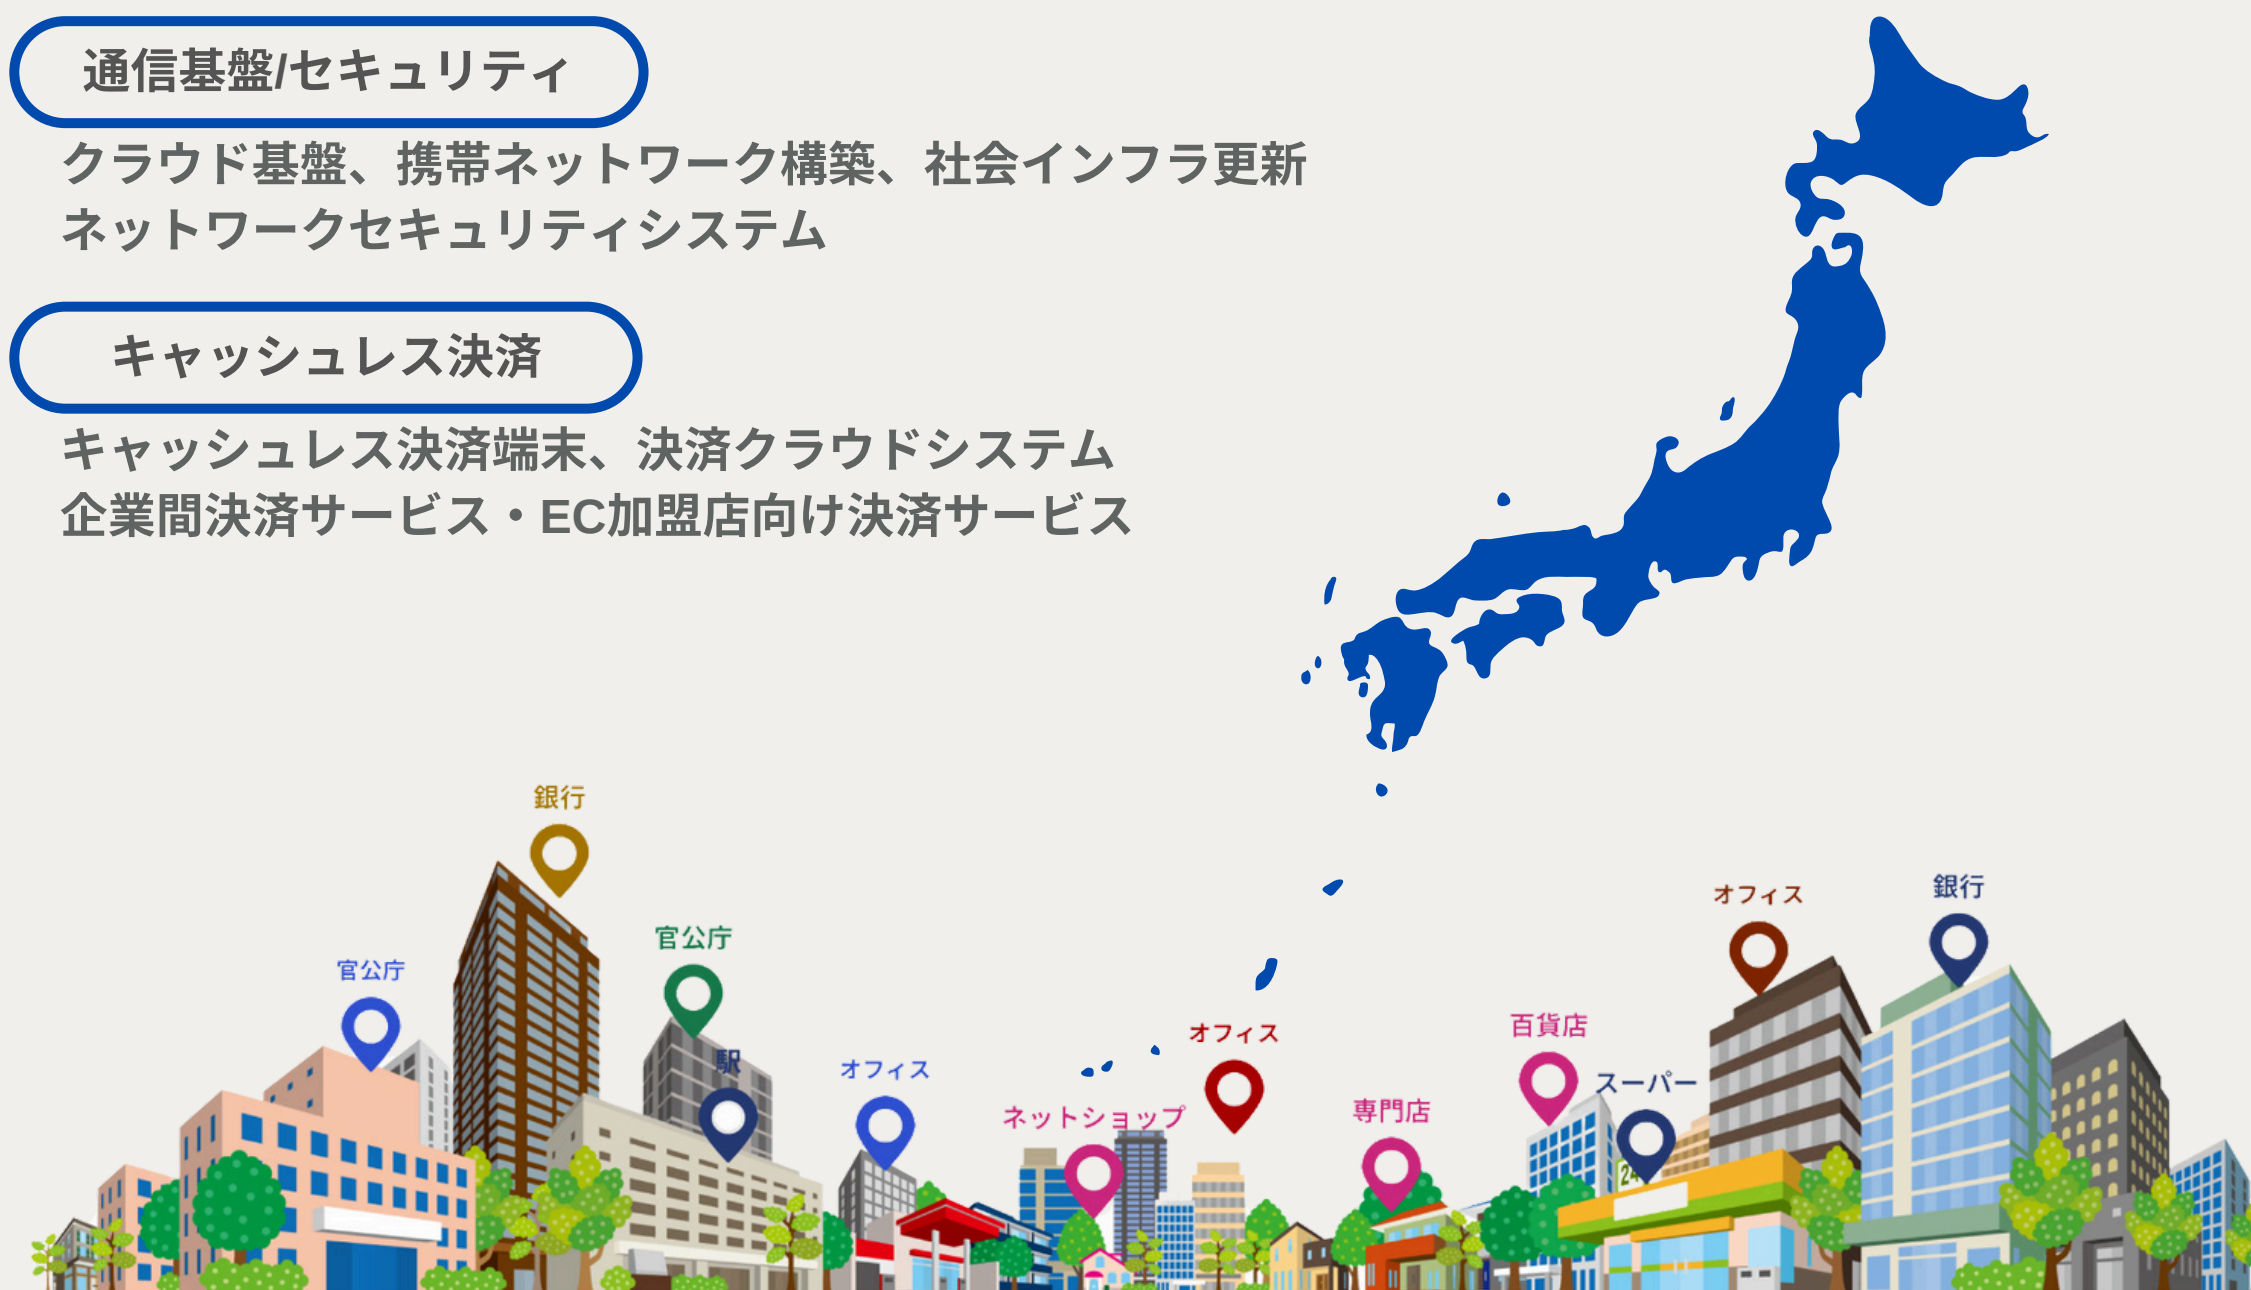 通信基盤/セキュリティ
クラウド基盤、携帯ネットワーク構築、社会インフラ更新
ネットワークセキュリティシステム
キャッシュレス決済
キャッシュレス決済端末、決済クラウドシステム
企業間決済サービス・EC加盟店向け決済サービス
銀行
官公庁
官公庁
駅
オフィス
ネットショップ
オフィス
専門店
百貨店
スーパー
オフィス
銀行
24